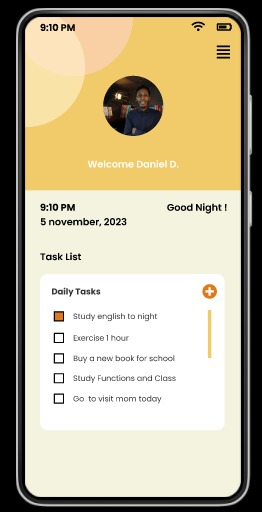 9:10 PM
Welcome Daniel D.
9:10 PM
Good Night !
5 november, 2023
Task List
Daily Tasks
Study english to night
Exercise 1 hour
Buy a new book for school
Study Functions and Class
Go to visit mom today